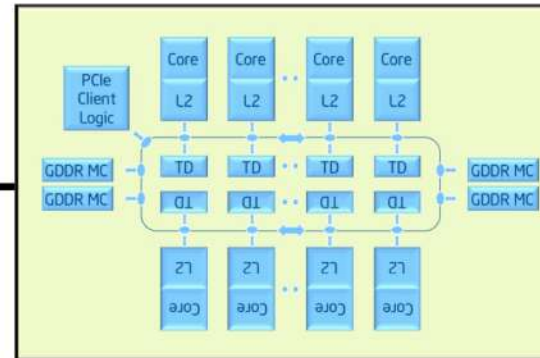 Core Core Core Core
L2 L2 L2 L2
PCIe
Client
Logic
GDDR MC TD TD TD TD GDDR MC
GDDR MC TD TD TD TD GDDR MC
L2 L2 L2 L2
Core Core Core Core